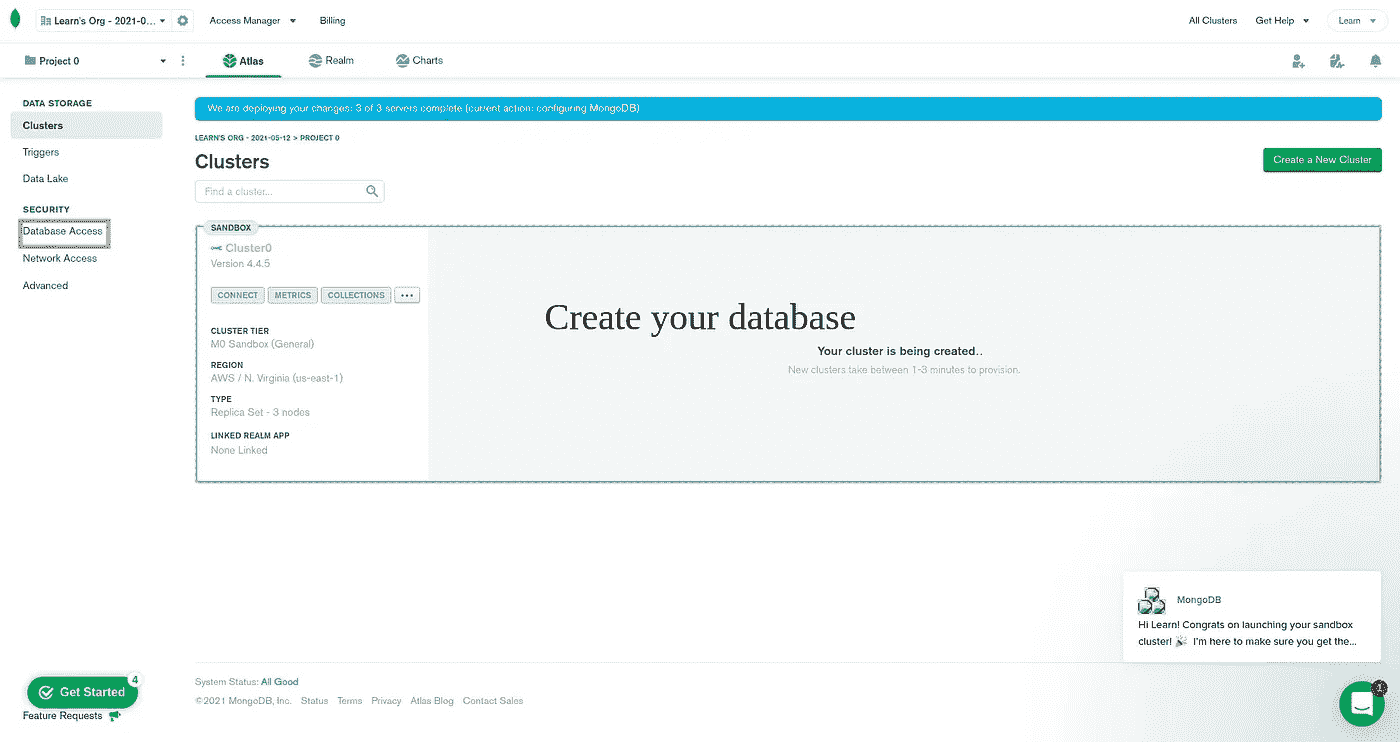 Learn's Org - 2021-0...
Access Manager
Billing
All Clusters
Get Help
Learn
Project 0
Atlas
Realm
Charts
DATA STORAGE
Clusters
Triggers
Data Lake
SECURITY
Database Access
Network Access
Advanced
We are deploying your changes: 3 of 3 servers complete (current action: configuring MongoDB)
LEARN'S ORG - 2021-05-12 > PROJECT 0
Clusters
Create a New Cluster
Find a cluster...
SANDBOX
Cluster0
Version 4.4.5
CONNECT
METRICS
COLLECTIONS
...
CLUSTER TIER
M0 Sandbox (General)
REGION
AWS / N. Virginia (us-east-1)
TYPE
Replica Set - 3 nodes
LINKED REALM APP
None Linked
Create your database
Your cluster is being created..
New clusters take between 1-3 minutes to provision.
MongoDB
Hi Learn! Congrats on launching your sandbox
cluster! 🎉 I'm here to make sure you get the...
System Status: All Good
©2021 MongoDB, Inc. Status Terms Privacy Atlas Blog Contact Sales
Get Started
4
Feature Requests
1